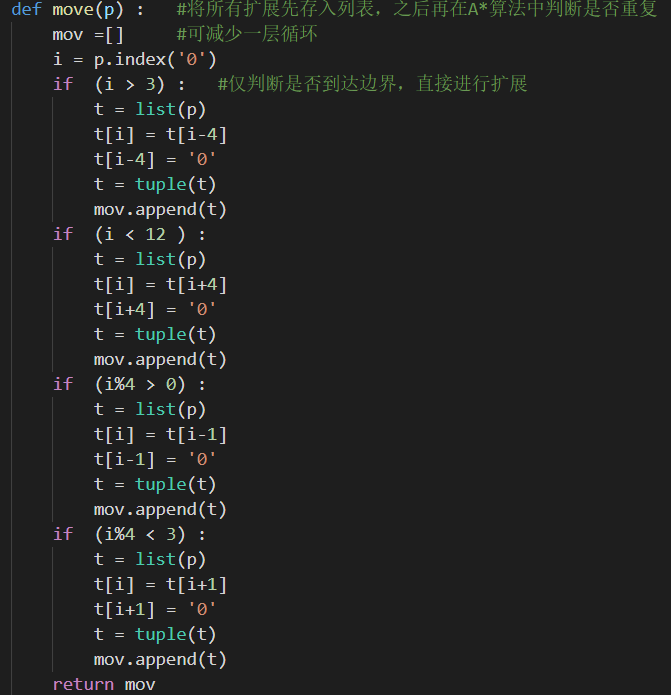 def move(p) :   #将所有扩展先存入列表，之后再在A*算法中判断是否重复
    mov =[]     #可减少一层循环
    i = p.index('0')
    if  (i > 3) :   #仅判断是否到达边界，直接进行扩展
        t = list(p)
        t[i] = t[i-4]
        t[i-4] = '0'
        t = tuple(t)
        mov.append(t)
    if  (i < 12 ) :
        t = list(p)
        t[i] = t[i+4]
        t[i+4] = '0'
        t = tuple(t)
        mov.append(t)
    if  (i%4 > 0) :
        t = list(p)
        t[i] = t[i-1]
        t[i-1] = '0'
        t = tuple(t)
        mov.append(t)
    if  (i%4 < 3) :
        t = list(p)
        t[i] = t[i+1]
        t[i+1] = '0'
        t = tuple(t)
        mov.append(t)
    return mov